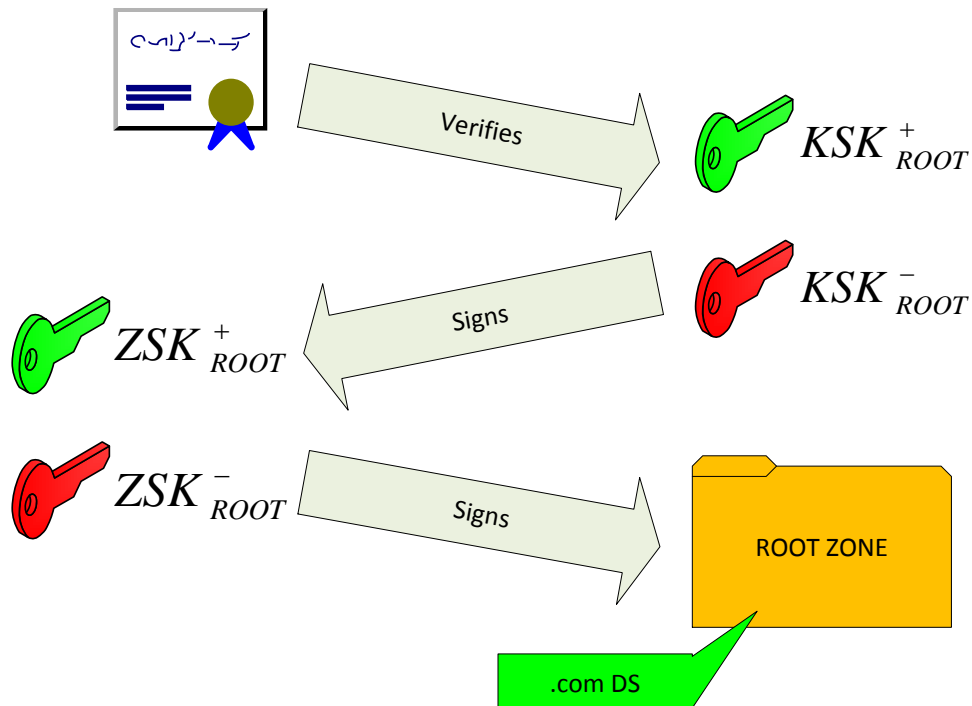 Verifies
KSK + ROOT
KSK − ROOT
Signs
ZSK + ROOT
ZSK − ROOT
Signs
ROOT ZONE
.com DS